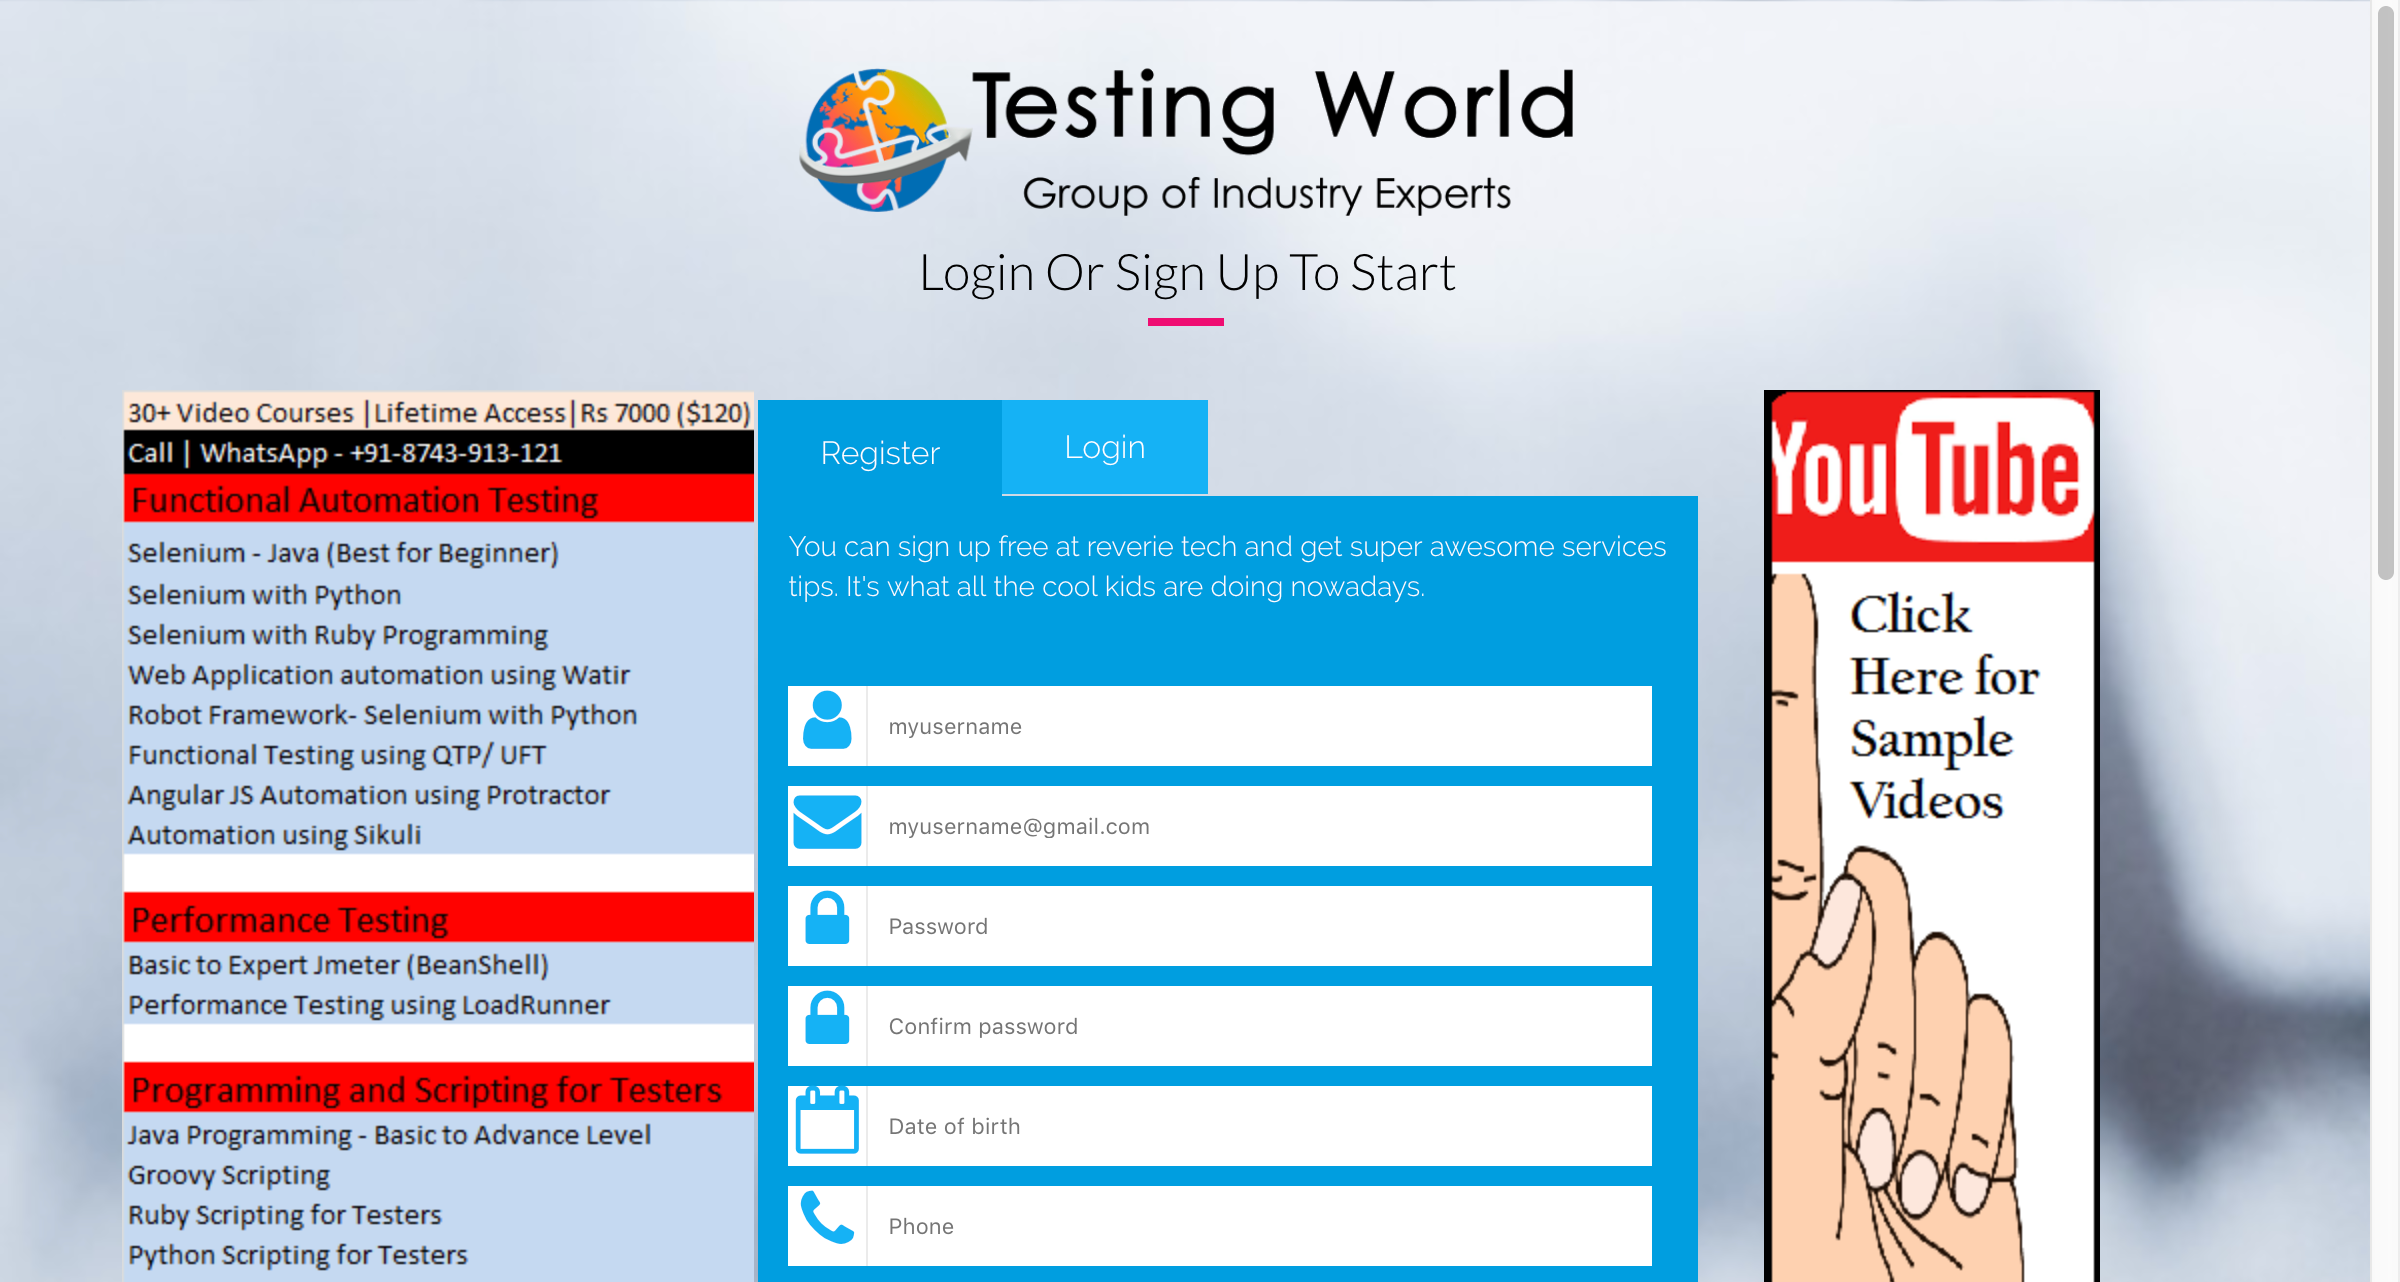 Testing World
Group of Industry Experts
Login Or Sign Up To Start
30+ Video Courses |Lifetime Access|Rs 7000 ($120)
Call | WhatsApp - +91-8743-913-121
Functional Automation Testing
Selenium - Java (Best for Beginner)
Selenium with Python
Selenium with Ruby Programming
Web Application automation using Watir
Robot Framework- Selenium with Python
Functional Testing using QTP/ UFT
Angular JS Automation using Protractor
Automation using Sikuli
Performance Testing
Basic to Expert Jmeter (BeanShell)
Performance Testing using LoadRunner
Programming and Scripting for Testers
Java Programming - Basic to Advance Level
Groovy Scripting
Ruby Scripting for Testers
Python Scripting for Testers
Register
Login
You can sign up free at reverie tech and get super awesome services
tips. It's what all the cool kids are doing nowadays.
myusername
myusername@gmail.com
Password
Confirm password
Date of birth
Phone
YouTube
Click
Here for
Sample
Videos